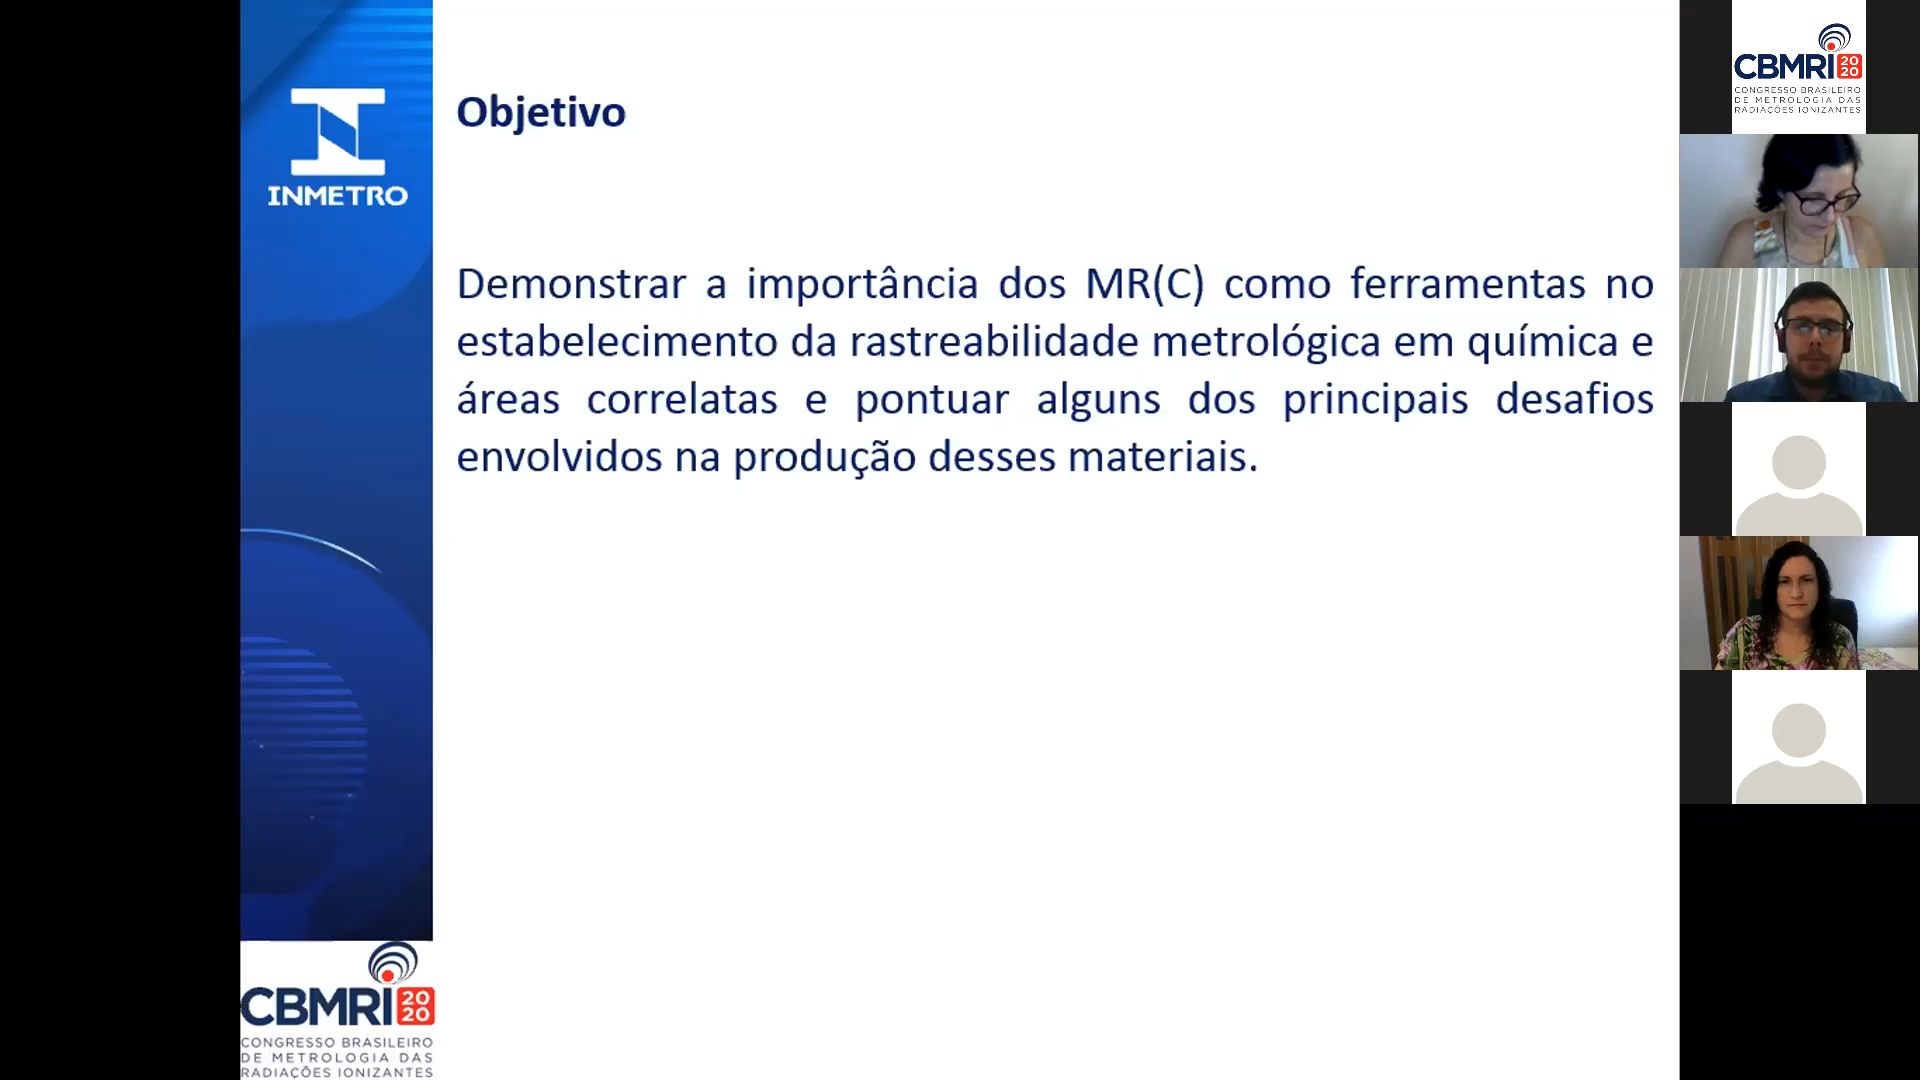 INMETRO
Objetivo
Demonstrar a importância dos MR(C) como ferramentas no
estabelecimento da rastreabilidade metrológica em química e
áreas correlatas e pontuar alguns dos principais desafios
envolvidos na produção desses materiais.
CBMRI 20
20
CONGRESSO BRASILEIRO
DE METROLOGIA DAS
RADIAÇÕES IONIZANTES
CBMRI 20
20
CONGRESSO BRASILEIRO
DE METROLOGIA DAS
RADIAÇÕES IONIZANTES